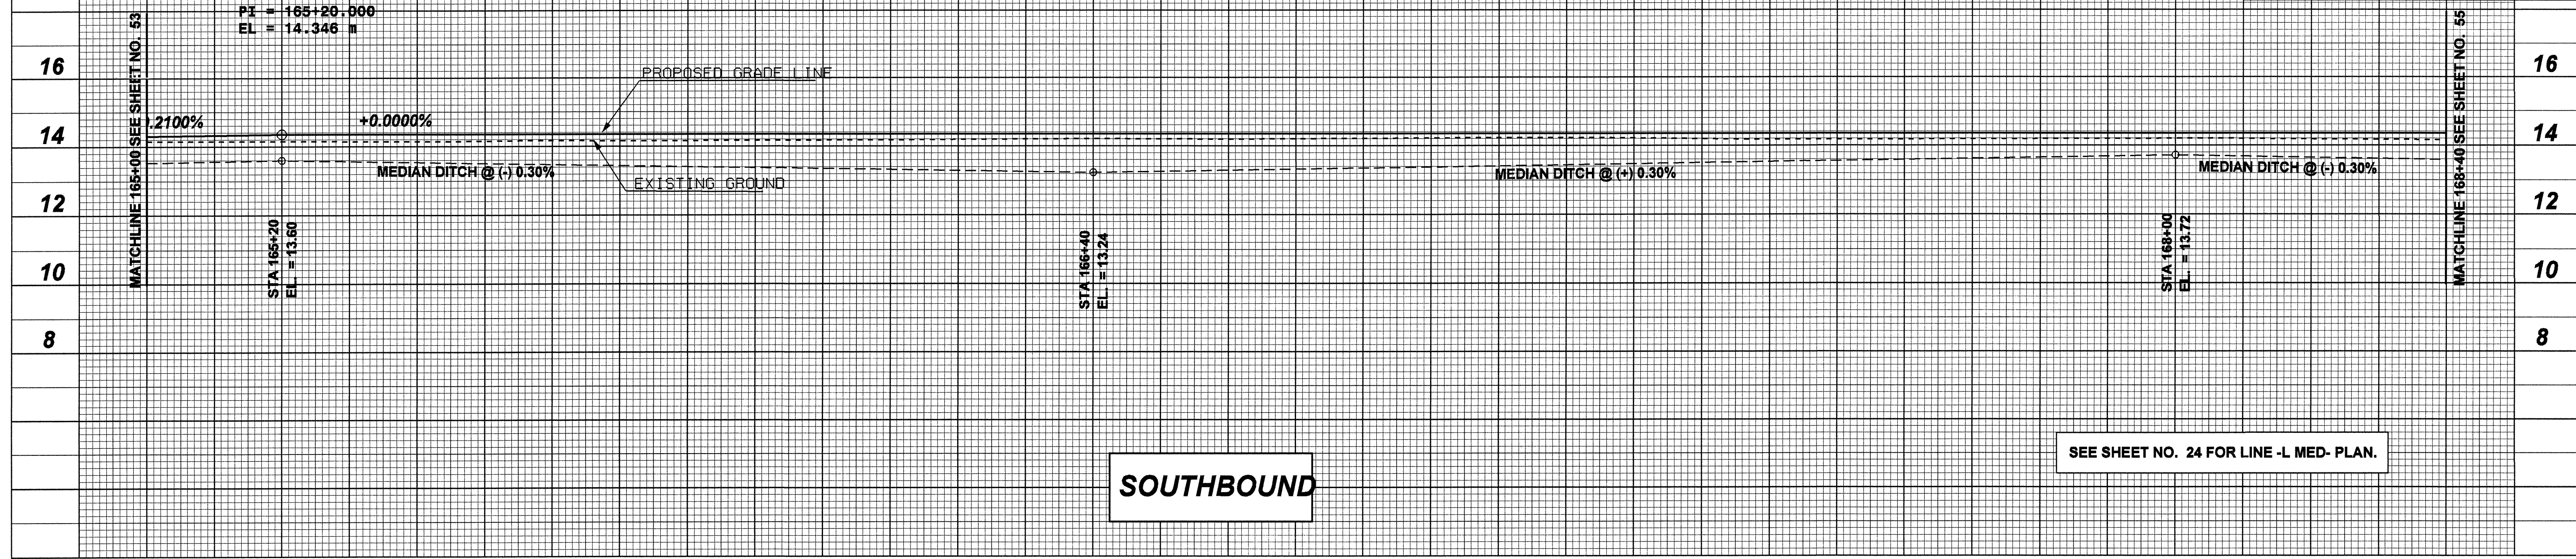 PI = 165+20.000
EL = 14.346 m
MATCHLINE 165+00 SEE SHEET NO. 53
16
14
12
10
8
.2100%
+0.0000%
PROPOSED GRADE LINE
MEDIAN DITCH @ (-) 0.30%
EXISTING GROUND
MEDIAN DITCH @ (+) 0.30%
MEDIAN DITCH @ (-) 0.30%
STA 165+20
EL. = 13.60
STA 166+40
EL. = 13.24
STA 168+00
EL. = 13.72
MATCHLINE 168+40 SEE SHEET NO. 55
16
14
12
10
8
SOUTHBOUND
SEE SHEET NO. 24 FOR LINE -L MED- PLAN.